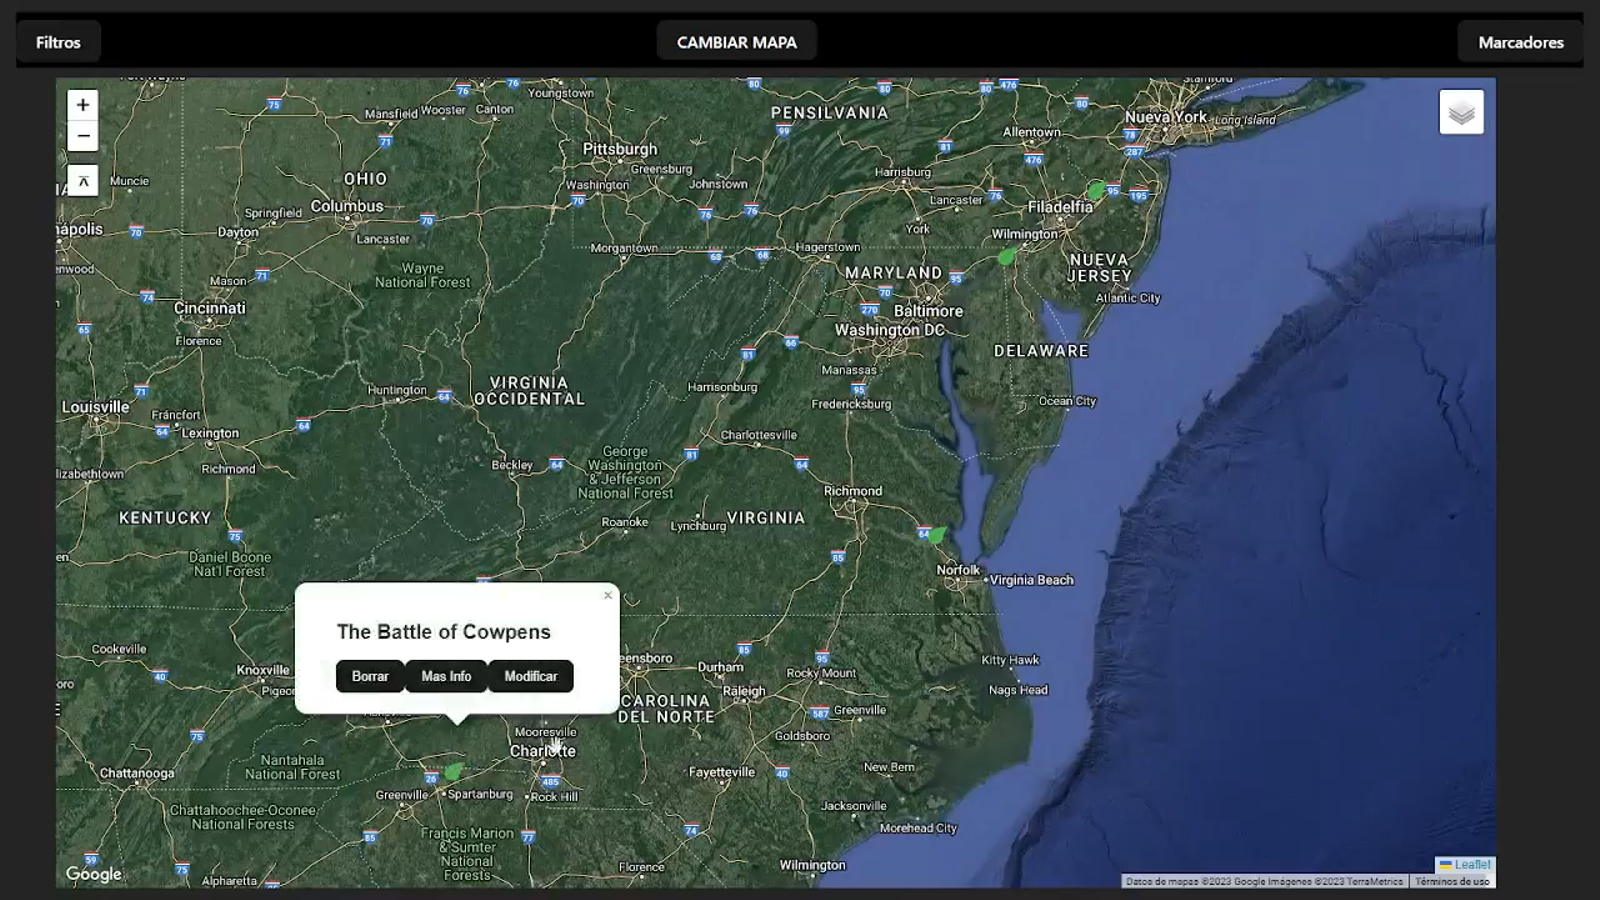 Filtros
CAMBIAR MAPA
Marcadores
+
−
Youngstown
Mansfield
Wooster
Canton
PENSILVANIA
Stamford
Nueva York
Long Island
Allentown
Pittsburgh
Greensburg
Johnstown
Washington
Harrisburg
Lancaster
York
Filadelfia
Wilmington
Muncie
OHIO
Columbus
Springfield
Dayton
Lancaster
Morgantown
Hagerstown
MARYLAND
NUEVA
JERSEY
Atlantic City
Wayne
National Forest
Mason
Cincinnati
Florence
Baltimore
Washington DC
DELAWARE
Manassas
Fredericksburg
Ocean City
Harrisonburg
Huntington
VIRGINIA
OCCIDENTAL
Louisville
Fráncfort
Lexington
Richmond
lizabethtown
Charlottesville
George
Washington
& Jefferson
National Forest
Beckley
Richmond
KENTUCKY
Roanoke
Lynchburg
VIRGINIA
Daniel Boone
Nat'l Forest
Norfolk
Virginia Beach
×
The Battle of Cowpens
Borrar
Mas Info
Modificar
Cookeville
Knoxville
eensboro
Durham
Raleigh
Rocky Mount
Kitty Hawk
Nags Head
CAROLINA
DEL NORTE
Greenville
Goldsboro
Mooresville
Charlotte
Nantahala
National Forest
Chattanooga
Greenville
Spartanburg
Rock Hill
Fayetteville
New Bern
Jacksonville
Morehead City
Chattahoochee-Oconee
National Forests
Francis Marion
& Sumter
National
Forests
Florence
Wilmington
Alpharetta
Google
Leaflet
Datos de mapas ©2023 Google Imágenes ©2023 TerraMetrics
Términos de uso